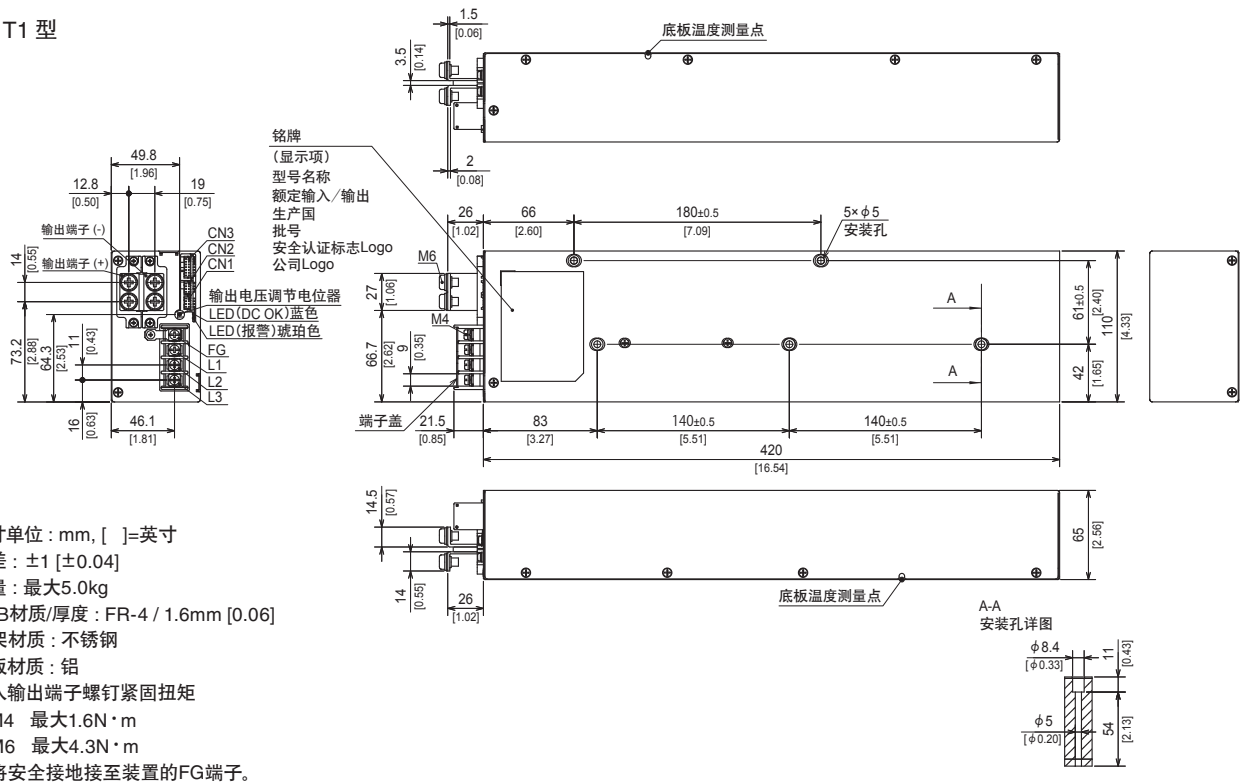 T1 型
1.5
[0.06]
3.5
[0.14]
2
[0.08]
底板温度测量点
铭牌
(显示项)
型号名称
额定输入/输出
生产国
批号
安全认证标志Logo
公司Logo
49.8
[1.96]
12.8
[0.50]
19
[0.75]
输出端子 (-)
输出端子 (+)
CN3
CN2
CN1
输出电压调节电位器
LED(DC OK)蓝色
LED(报警)琥珀色
FG
L1
L2
L3
14
[0.55]
73.2
[2.88]
64.3
[2.53]
11
[0.43]
16
[0.63]
46.1
[1.81]
26
[1.02]
66
[2.60]
180±0.5
[7.09]
5×φ5
安装孔
M6
27
[1.06]
M4
66.7
[2.62]
9
[0.35]
端子盖
A
A
61±0.5
[2.40]
110
[4.33]
42
[1.65]
21.5
[0.85]
83
[3.27]
140±0.5
[5.51]
140±0.5
[5.51]
420
[16.54]
14.5
[0.57]
14
[0.55]
26
[1.02]
65
[2.56]
底板温度测量点
A-A
安装孔详图
φ8.4
[φ0.33]
11
[0.43]
φ5
[φ0.20]
54
[2.13]
单位 : mm, [ ]=英寸
: ±1 [±0.04]
: 最大5.0kg
B材质/厚度 : FR-4 / 1.6mm [0.06]
材质 : 不锈钢
材质 : 铝
输出端子螺钉紧固扭矩
M4 最大1.6N・m
M6 最大4.3N・m
将安全接地接至装置的FG端子。